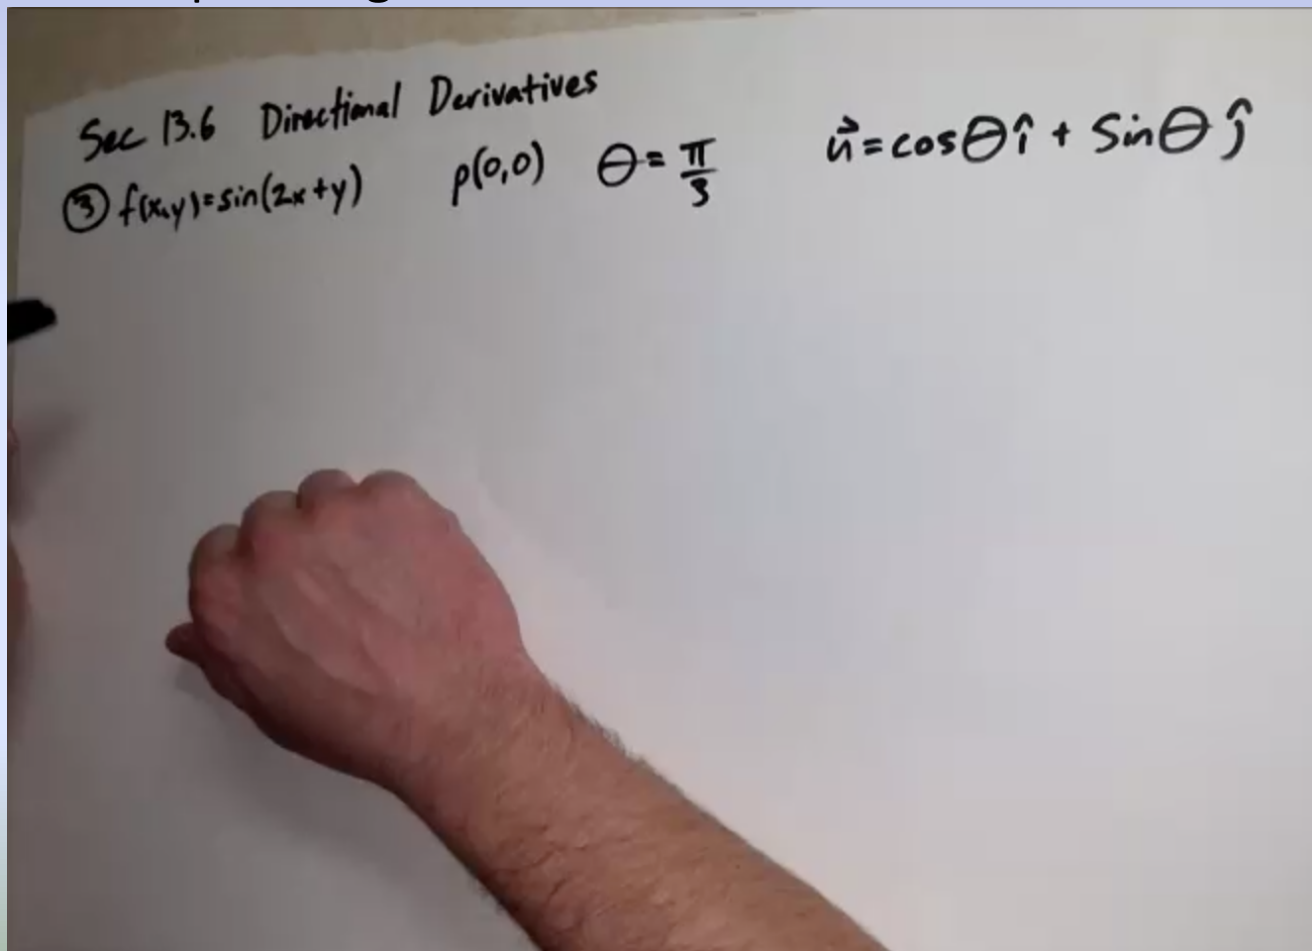 Sec 13.6 Directional Derivatives
③ f(x,y)=sin(2x+y) p(0,0) θ=π/3 u⃗=cosθ î + Sinθ ĵ